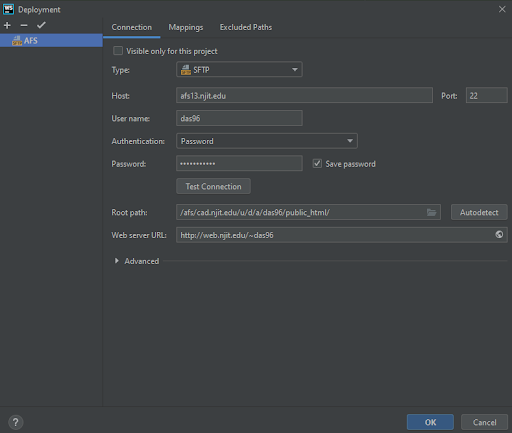 WS Deployment
Connection Mappings Excluded Paths
AFS
Visible only for this project
Type: SFTP
Host: afs13.njit.edu Port: 22
User name: das96
Authentication: Password
Password: ••••••••••• Save password
Test Connection
Root path: /afs/cad.njit.edu/u/d/a/das96/public_html/ Autodetect
Web server URL: http://web.njit.edu/~das96
Advanced
? OK Cancel